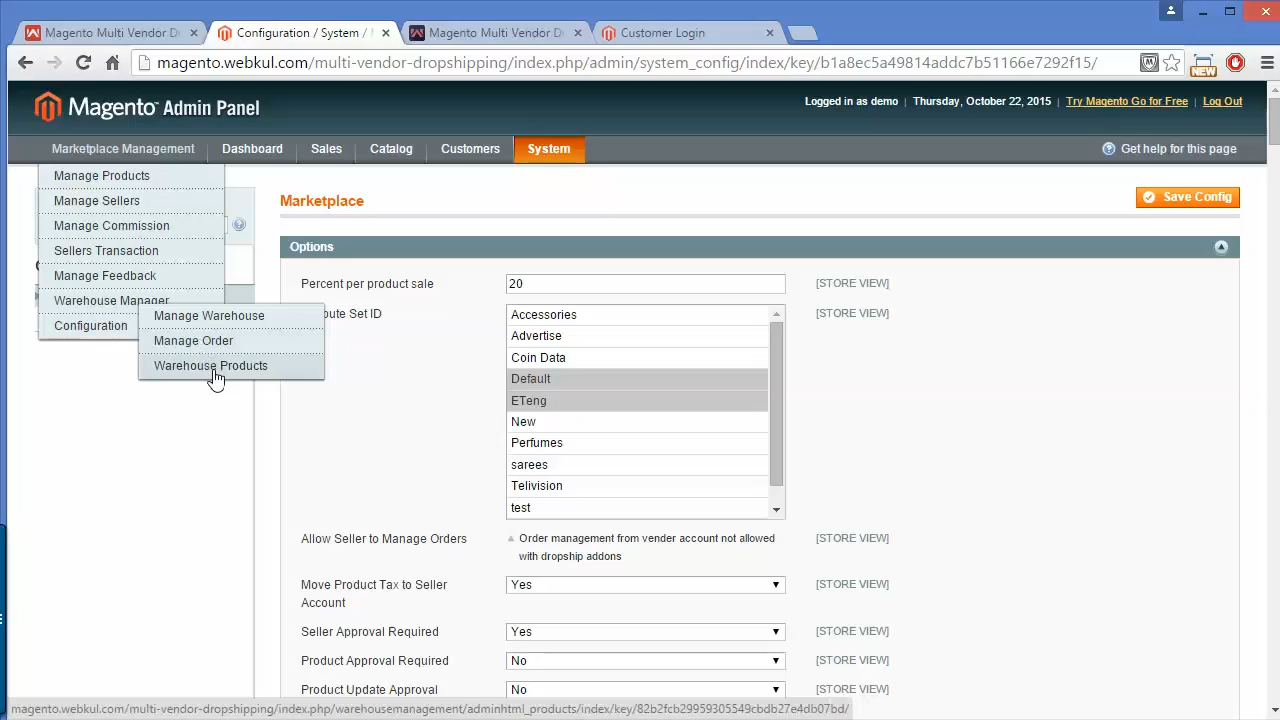 Magento Multi Vendor D
Configuration / System /
Magento Multi Vendor D
Customer Login
magento.webkul.com/multi-vendor-dropshipping/index.php/admin/system_config/index/key/b1a8ec5a49814addc7b51166e7292f15/
NEW
Magento Admin Panel
Logged in as demo | Thursday, October 22, 2015 | Try Magento Go for Free | Log Out
Marketplace Management
Dashboard
Sales
Catalog
Customers
System
Get help for this page
Manage Products
Manage Sellers
Manage Commission
Sellers Transaction
Manage Feedback
Warehouse Manager
Configuration
Manage Warehouse
Manage Order
Warehouse Products
Marketplace
Save Config
Options
Percent per product sale
20
[STORE VIEW]
oute Set ID
Accessories
Advertise
Coin Data
Default
ETeng
New
Perfumes
sarees
Telivision
test
[STORE VIEW]
Allow Seller to Manage Orders
Order management from vender account not allowed
with dropship addons
[STORE VIEW]
Move Product Tax to Seller
Account
Yes
[STORE VIEW]
Seller Approval Required
Yes
[STORE VIEW]
Product Approval Required
No
[STORE VIEW]
Product Update Approval
No
[STORE VIEW]
magento.webkul.com/multi-vendor-dropshipping/index.php/warehousemanagement/adminhtml_products/index/key/82b2fcb29959305549cbdb27e4db07bd/